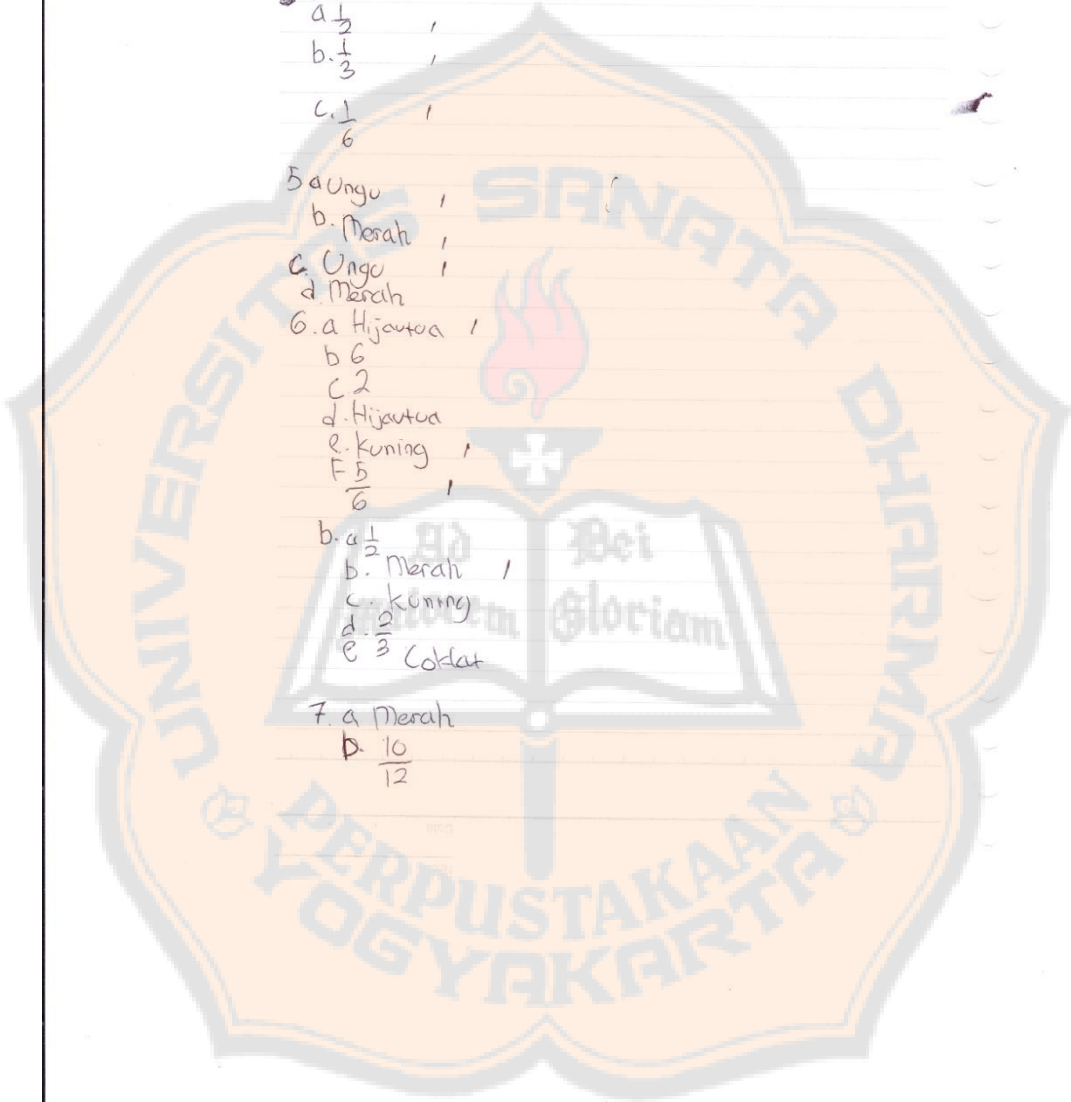 a 1/2 ,
b. 1/3 ,
c. 1/6 ,
5 a Ungu ,
b. Merah ,
c. Ungu ,
d. Merah
6. a Hijautua ,
b 6
c 2
d. Hijautua
e. Kuning ,
F 5/6 ,
b. a 1/2
b. Merah ,
c. Kuning
d. 2/3
e Coklat
7. a Merah
b. 10/12
UNIVERSITAS SANATA DHARMA
Ad Dei
Gloriam
PERPUSTAKAAN
YOGYAKARTA